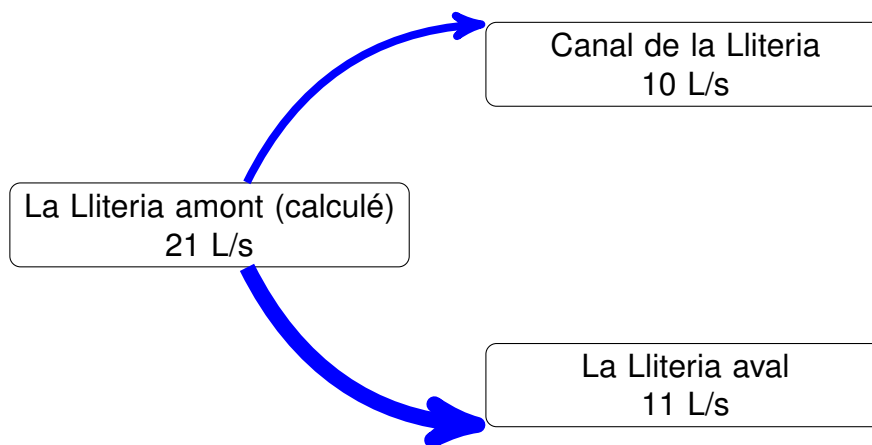 Canal de la Lliteria
10 L/s
La Lliteria amont (calculé)
21 L/s
La Lliteria aval
11 L/s